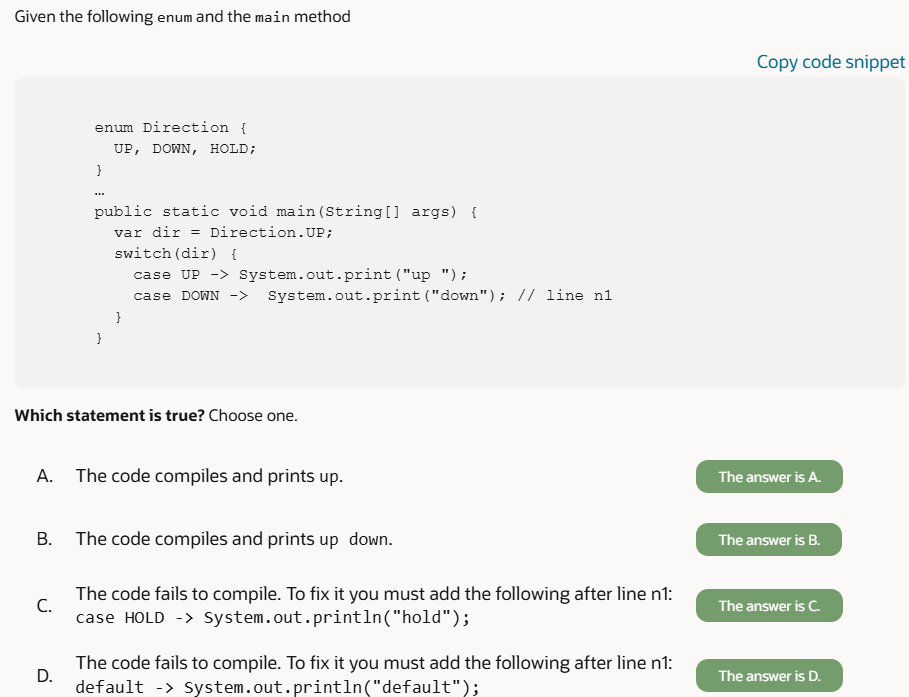 Given the following enum and the main method
Copy code snippet
enum Direction {
  UP, DOWN, HOLD;
}
…
public static void main(String[] args) {
  var dir = Direction.UP;
  switch(dir) {
    case UP -> System.out.print("up ");
    case DOWN ->  System.out.print("down"); // line n1
  }
}
Which statement is true? Choose one.
A. The code compiles and prints up. The answer is A.
B. The code compiles and prints up down. The answer is B.
C. The code fails to compile. To fix it you must add the following after line n1:
case HOLD -> System.out.println("hold"); The answer is C.
D. The code fails to compile. To fix it you must add the following after line n1:
default -> System.out.println("default"); The answer is D.